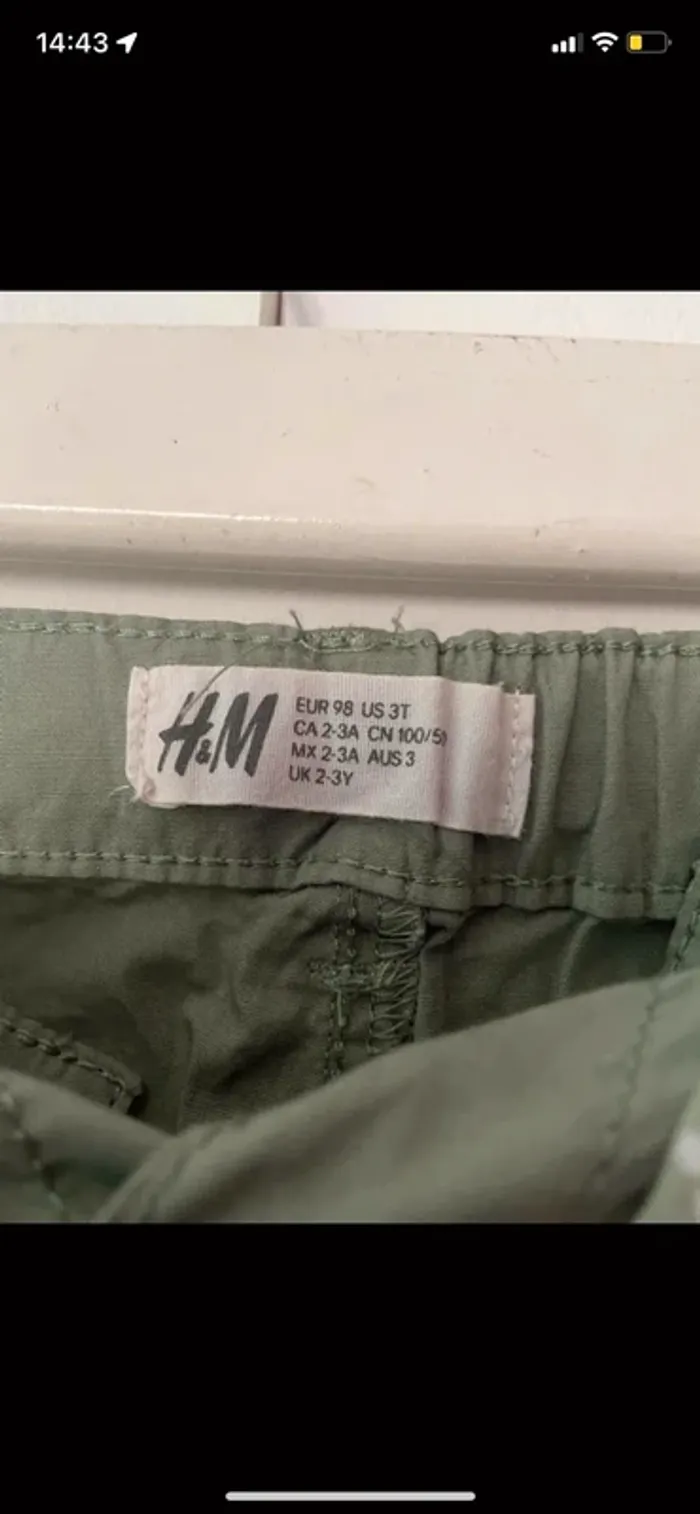 14:43
H&M
EUR 98 US 3T
CA 2-3A CN 100/5
MX 2-3A AUS 3
UK 2-3Y